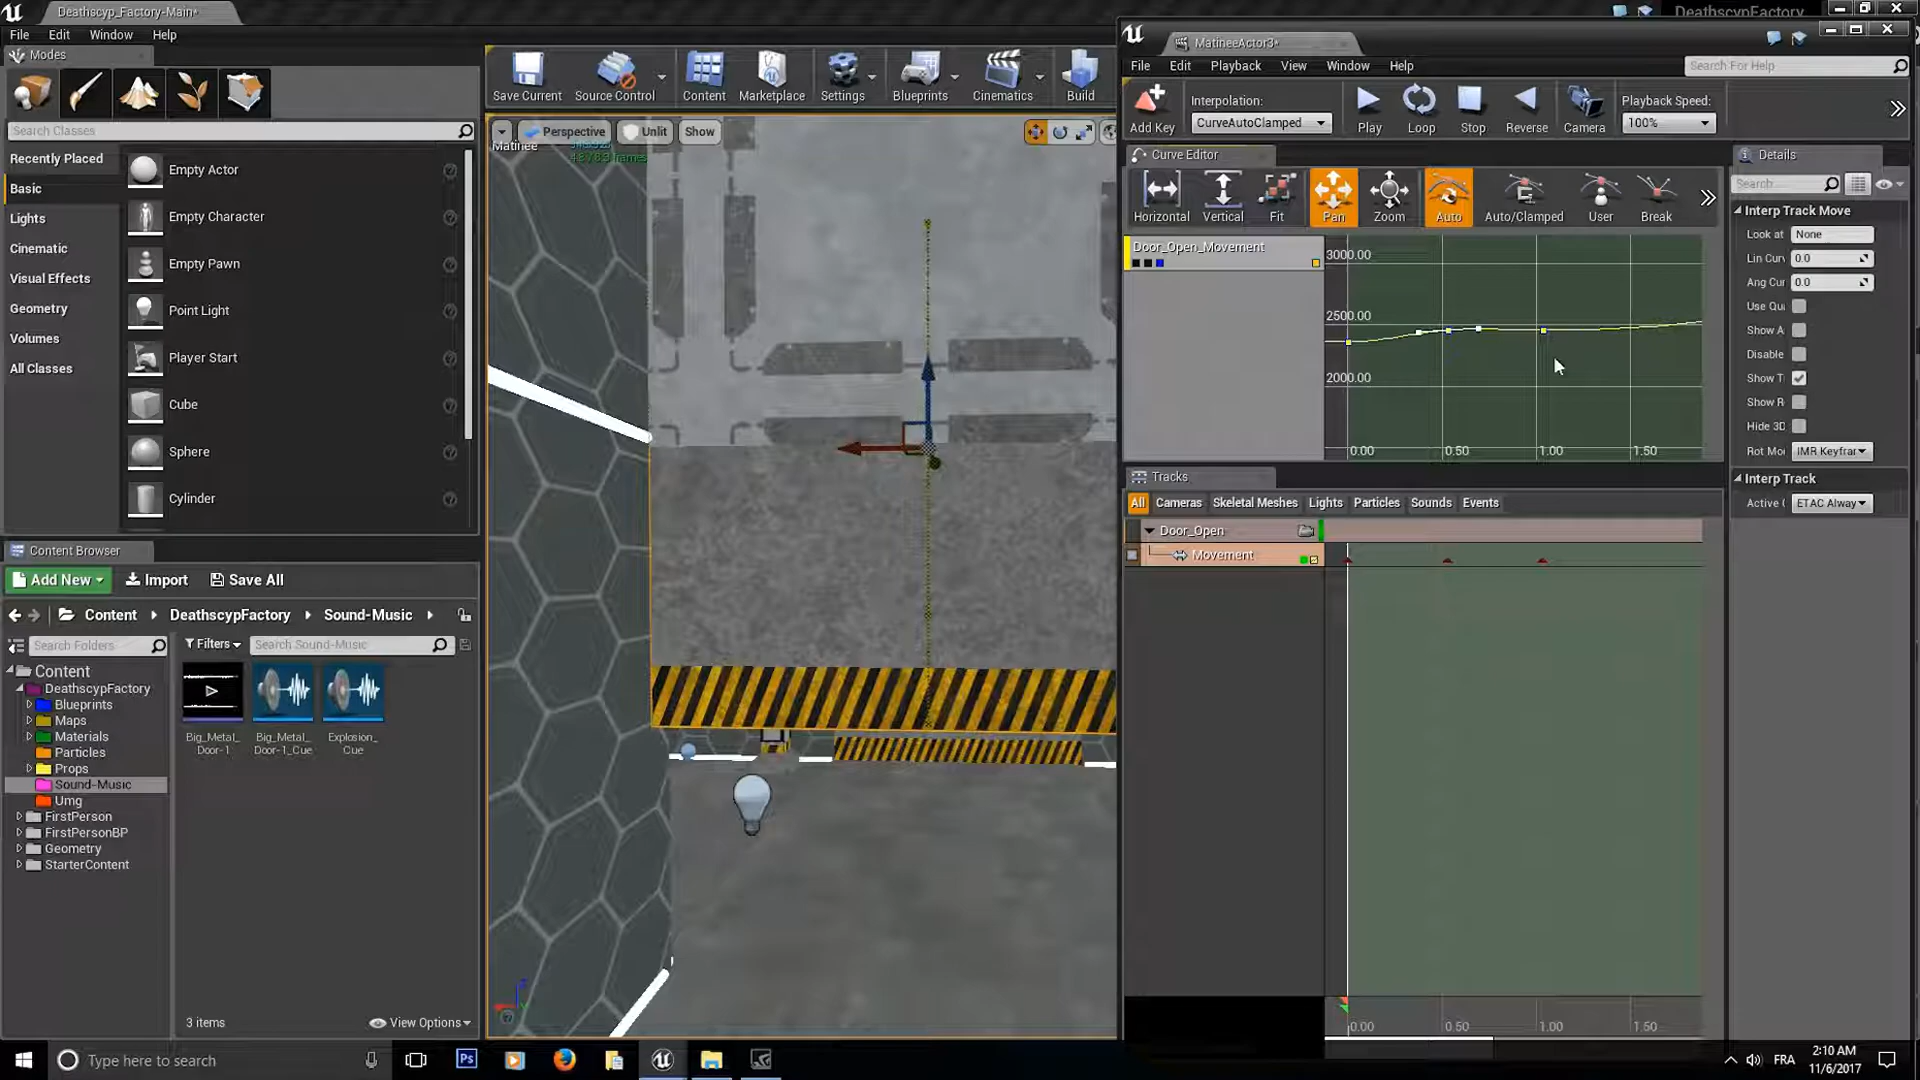 Deathscyp_Factory-Main*
DeathscypFactory
File Edit Window Help
Modes
Search Classes
Recently Placed
Basic
Lights
Cinematic
Visual Effects
Geometry
Volumes
All Classes
Empty Actor
Empty Character
Empty Pawn
Point Light
Player Start
Cube
Sphere
Cylinder
Save Current
Source Control
Content
Marketplace
Settings
Blueprints
Cinematics
Build
Perspective
Unlit
Show
Matinee
MatineeActor3*
File Edit Playback View Window Help
Search For Help
Add Key
Interpolation:
CurveAutoClamped
Play
Loop
Stop
Reverse
Camera
Playback Speed:
100%
Curve Editor
Horizontal
Vertical
Fit
Pan
Zoom
Auto
Auto/Clamped
User
Break
Door_Open_Movement
3000.00
2500.00
2000.00
0.00 0.50 1.00 1.50
Tracks
All Cameras Skeletal Meshes Lights Particles Sounds Events
Door_Open
Movement
0.00 0.50 1.00 1.50
Details
Search
Interp Track Move
Look at None
Lin Curv 0.0
Ang Cur 0.0
Use Qu
Show A
Disable
Show T
Show R
Hide 3D
Rot Mo IMR Keyfrar
Interp Track
Active ( ETAC Alway
Content Browser
Add New
Import
Save All
Content
DeathscypFactory
Sound-Music
Search Folders
Filters
Search Sound-Music
Content
DeathscypFactory
Blueprints
Maps
Materials
Particles
Props
Sound-Music
Umg
FirstPerson
FirstPersonBP
Geometry
StarterContent
Big_Metal_
Door-1
Big_Metal_
Door-1_Cue
Explosion_
Cue
3 items
View Options
Type here to search
Ps
FRA
2:10 AM
11/6/2017